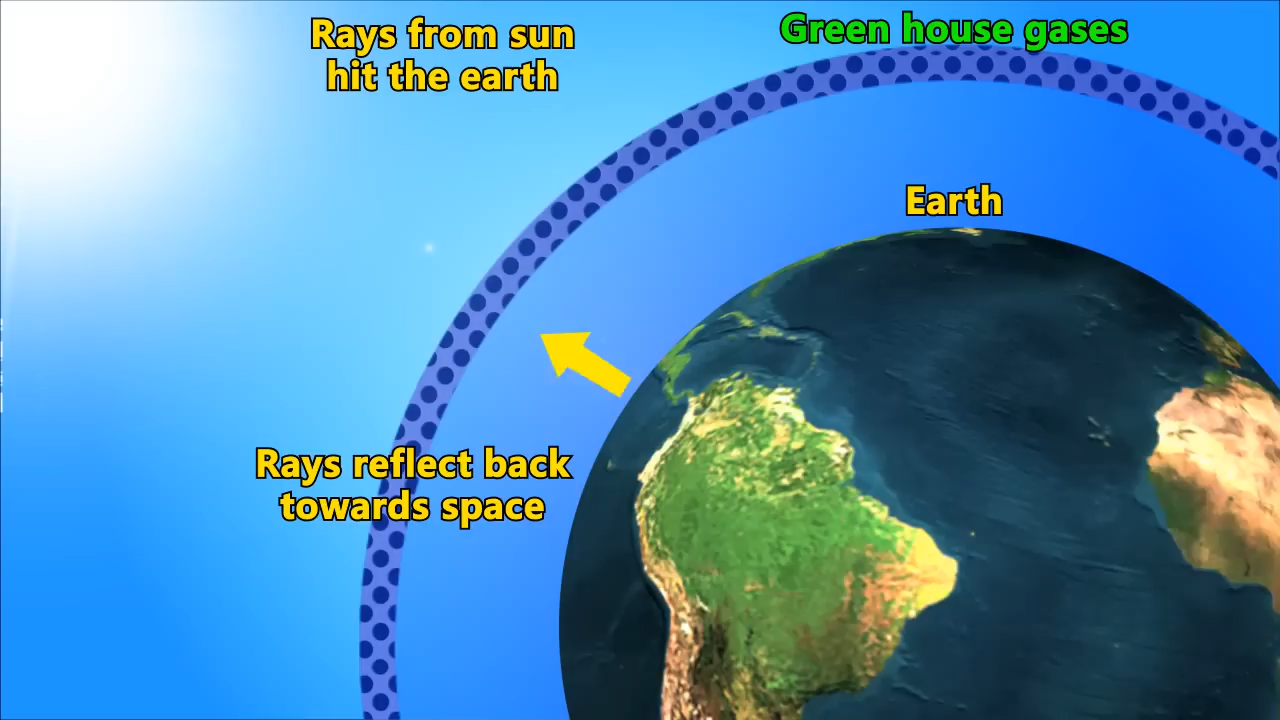 Rays from sun
hit the earth
Green house gases
Earth
Rays reflect back
towards space